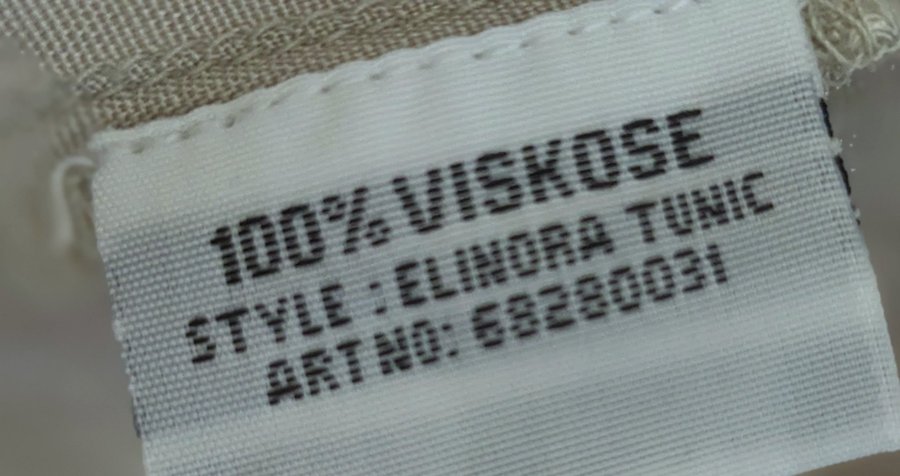 100% VISKOSE
STYLE : ELINORA TUNIC
ART NO: 68280031